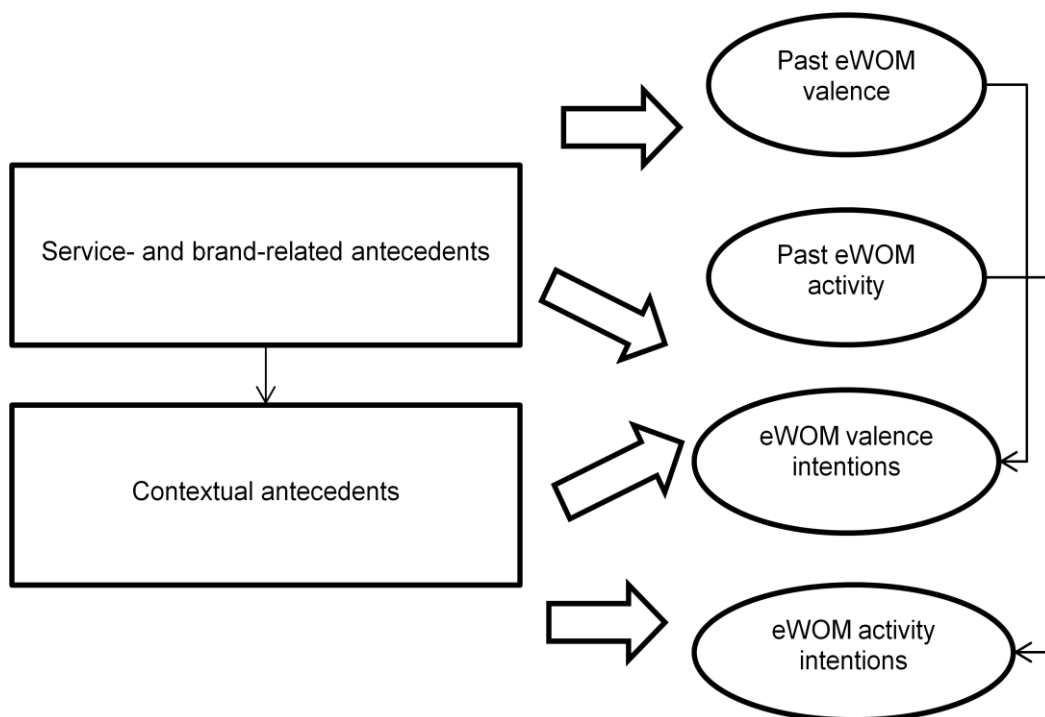 Past eWOM
valence
Service- and brand-related antecedents
Past eWOM
activity
Contextual antecedents
eWOM valence
intentions
eWOM activity
intentions